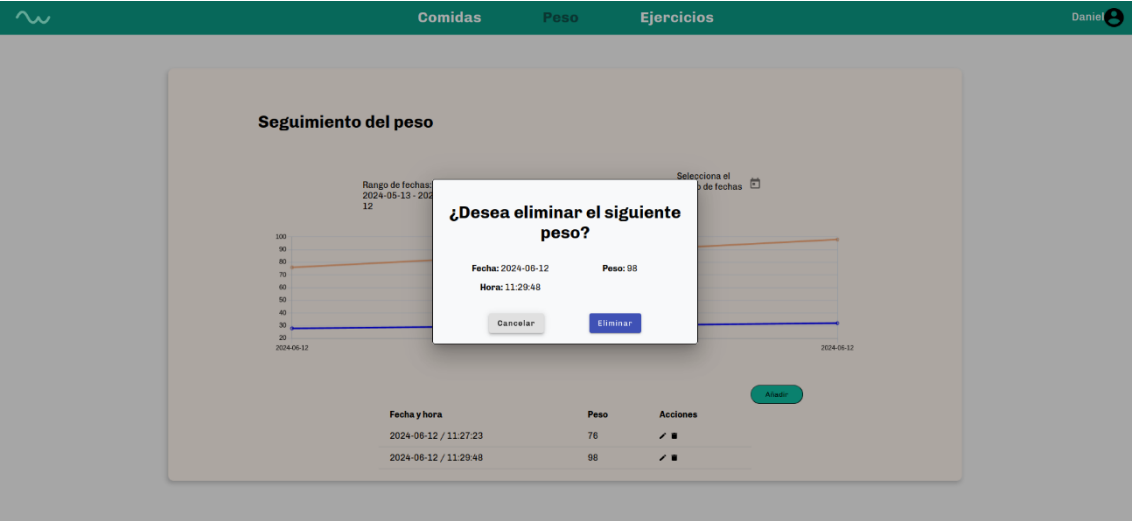 Comidas Peso Ejercicios Daniel
Seguimiento del peso
Rango de fechas:
2024-05-13 - 202
12
Selecciona el
de fechas
¿Desea eliminar el siguiente
peso?
Fecha: 2024-06-12 Peso: 98
Hora: 11:29:48
Cancelar Eliminar
100
90
80
70
60
50
40
30
20
2024-06-12 2024-06-12
Añadir
Fecha y hora Peso Acciones
2024-06-12 / 11:27:23 76
2024-06-12 / 11:29:48 98